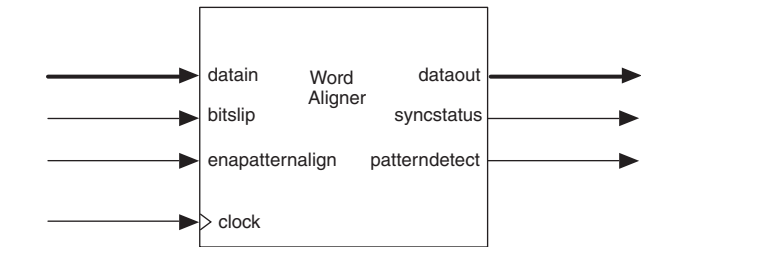 datain
Word
Aligner
dataout
bitslip
syncstatus
enapatternalign
patterndetect
clock